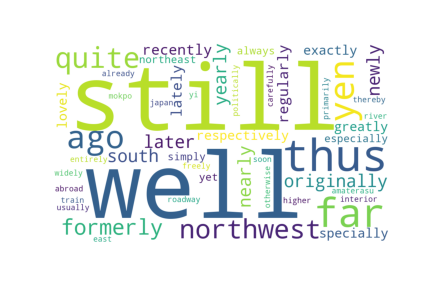 quite
recently
northeast
yearly
always
exactly
newly
already
still
yen
lovely
mokpo
japan
lately
yi
politically
carefully
regularly
primarily
thereby
ago
later
respectively
greatly
river
especially
entirely
south
simply
freely
nearly
soon
thus
widely
well
yet
otherwise
originally
abroad
amaterasu
train
usually
roadway
higher
interior
far
formerly
east
northwest
specially